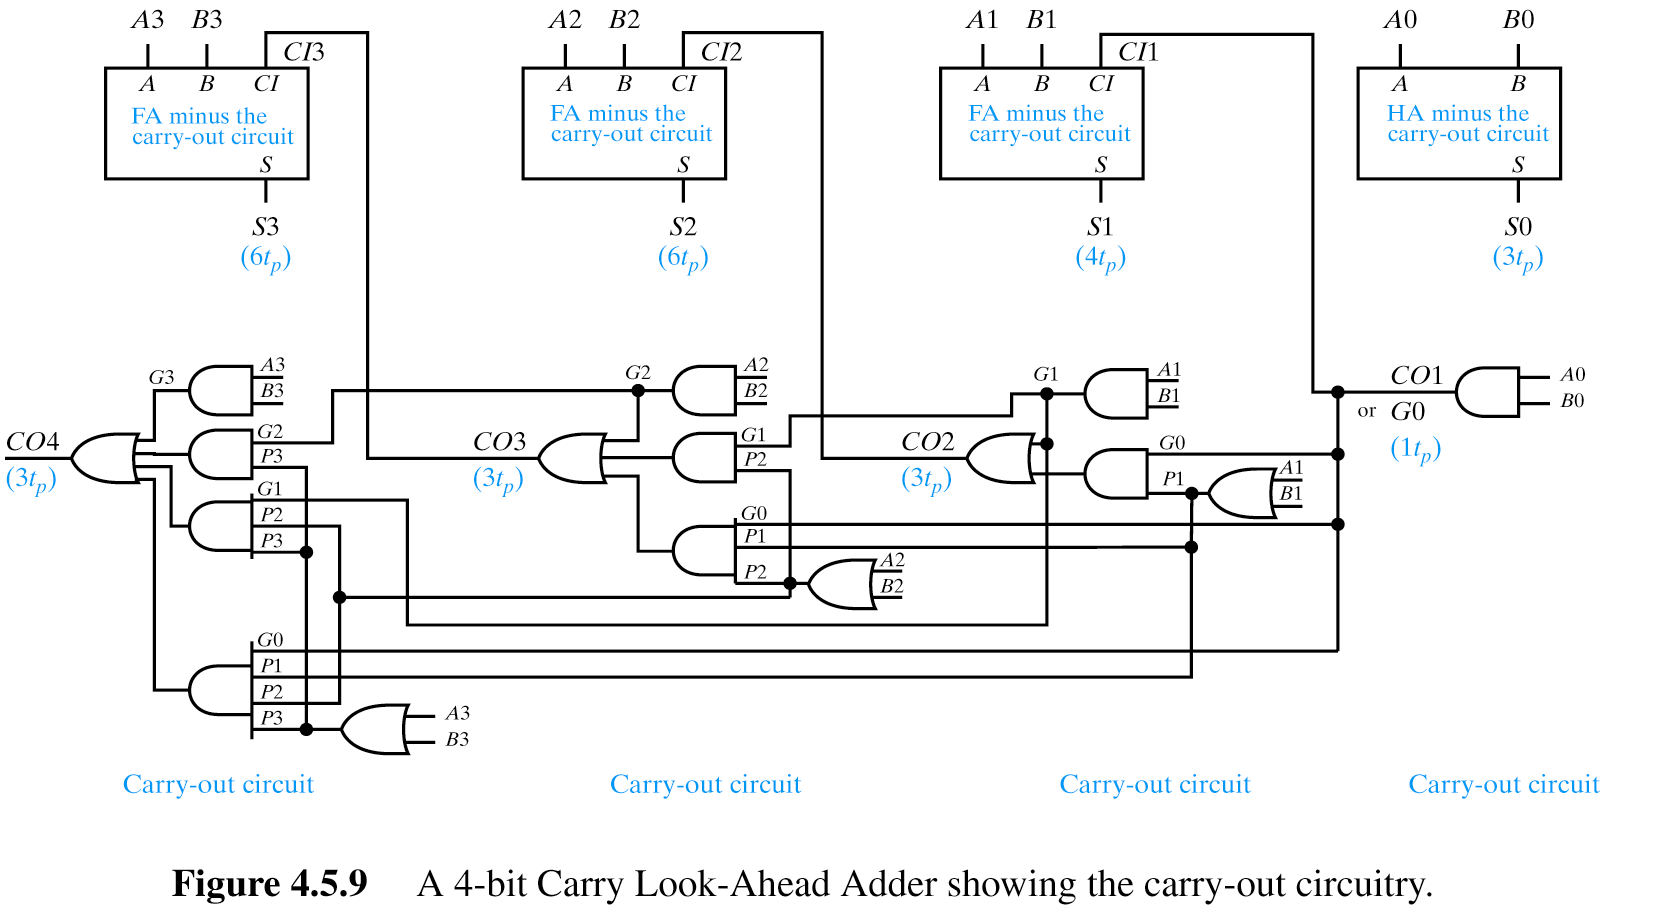 A3 B3 A2 B2 A1 B1 A0 B0
CI3 CI2 CI1
A B CI A B CI A B CI A B
FA minus the carry-out circuit
FA minus the carry-out circuit
FA minus the carry-out circuit
HA minus the carry-out circuit
S S S S
S3 S2 S1 S0
(6tp) (6tp) (4tp) (3tp)
G3 A3
B3
G2 A2
B2
G1 A1
B1
CO1 A0
or G0 B0
(1tp)
CO4 G2
(3tp) P3
CO3 G1
(3tp) P2
CO2 G0
(3tp) P1 A1
B1
G1
P2
P3
G0
P1
P2 A2
B2
G0
P1
P2
P3 A3
B3
Carry-out circuit Carry-out circuit Carry-out circuit Carry-out circuit
Figure 4.5.9 A 4-bit Carry Look-Ahead Adder showing the carry-out circuitry.